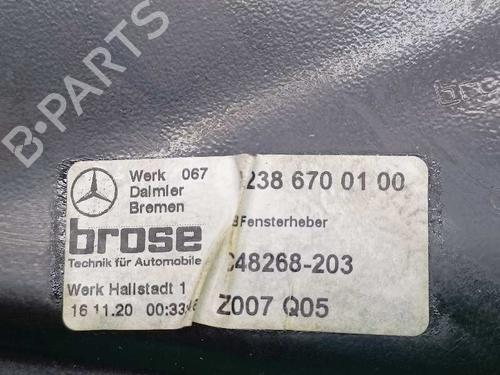 B-PARTS
Werk 067
Daimler
Bremen
238 670 01 00
Fensterheber
brose
Technik für Automobile
48268-203
Werk Hallstadt 1
16.11.20 00:33
Z007 Q05